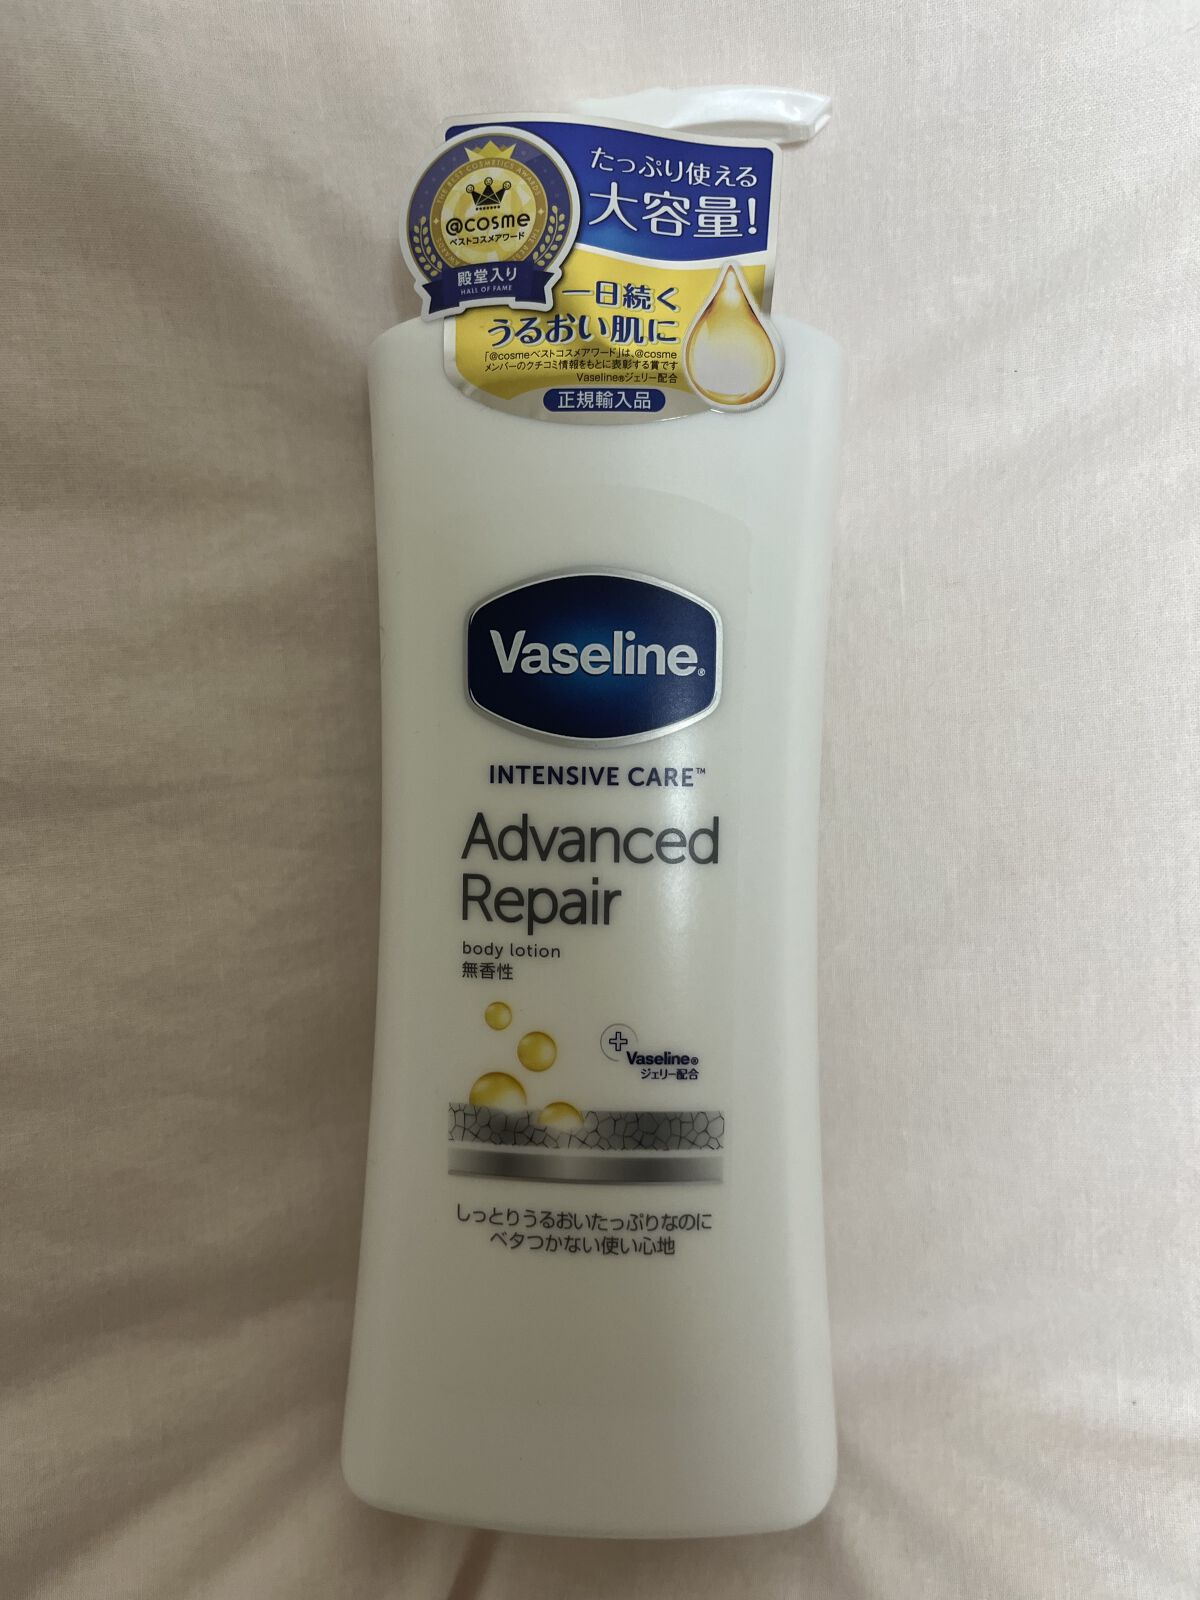 THE BEST COSMETICS AWARDS
@cosme
ベストコスメアワード
殿堂入り
HALL OF FAME
たっぷり使える
大容量!
一日続く
うるおい肌に
「@cosmeベストコスメアワード」は、@cosme
メンバーのクチコミ情報をもとに表彰する賞です
Vaseline®ジェリー配合
正規輸入品
Vaseline®
INTENSIVE CARE™
Advanced
Repair
body lotion
無香性
Vaseline®
ジェリー配合
しっとりうるおいたっぷりなのに
ベタつかない使い心地